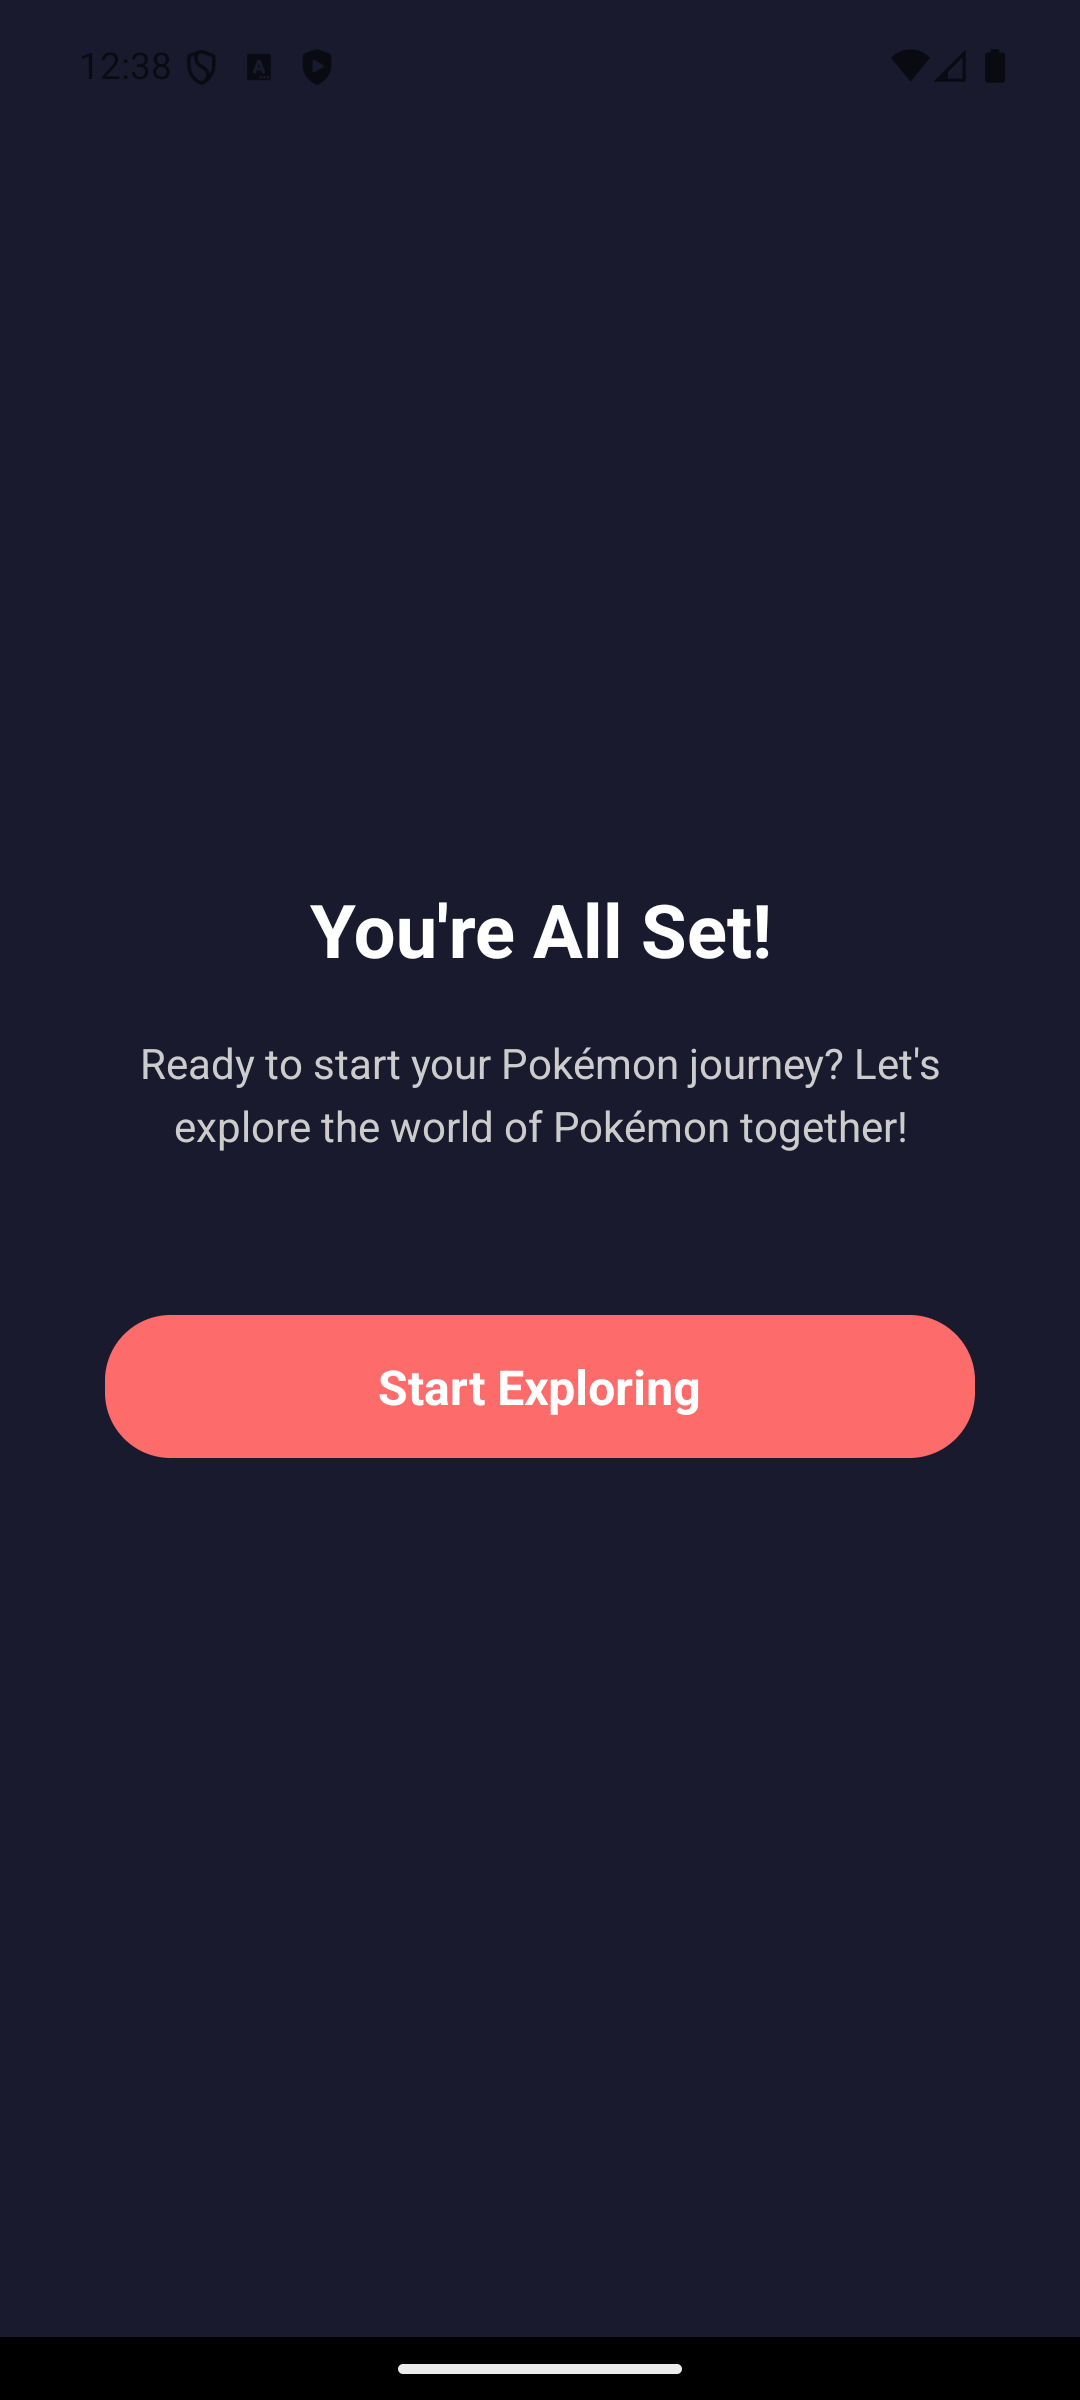 12:38
You're All Set!
Ready to start your Pokémon journey? Let's
explore the world of Pokémon together!
Start Exploring